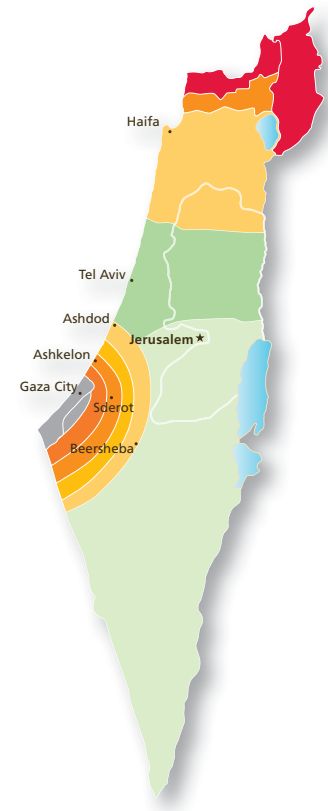 Haifa
Tel Aviv
Ashdod
Jerusalem
Ashkelon
Gaza City
Sderot
Beersheba